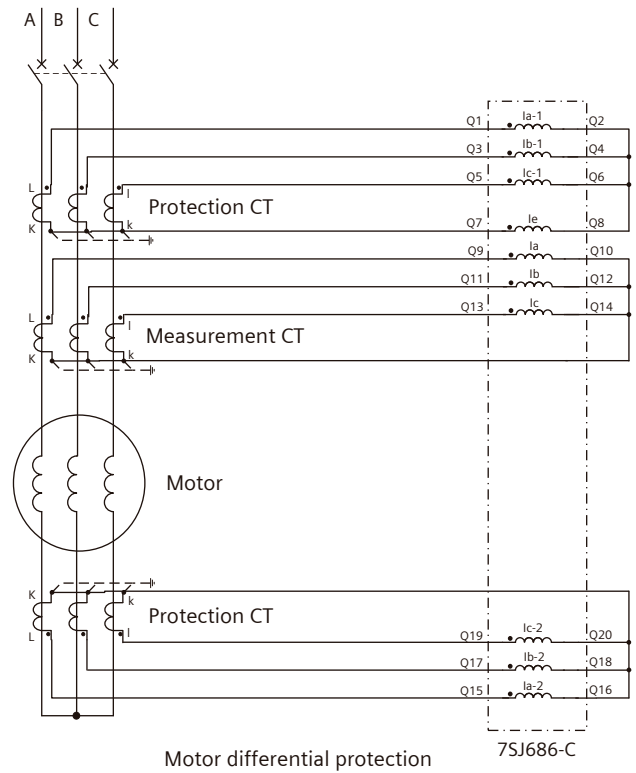 A B C
Ia-1
Q1 Q2
Ib-1
Q3 Q4
Ic-1
Q5 Q6
L l
Protection CT
K k
Ie
Q7 Q8
Ia
Q9 Q10
Ib
Q11 Q12
Ic
Q13 Q14
L l
Measurement CT
K k
Motor
K k
Protection CT
L l
Ic-2
Q19 Q20
Ib-2
Q17 Q18
Ia-2
Q15 Q16
7SJ686-C
Motor differential protection